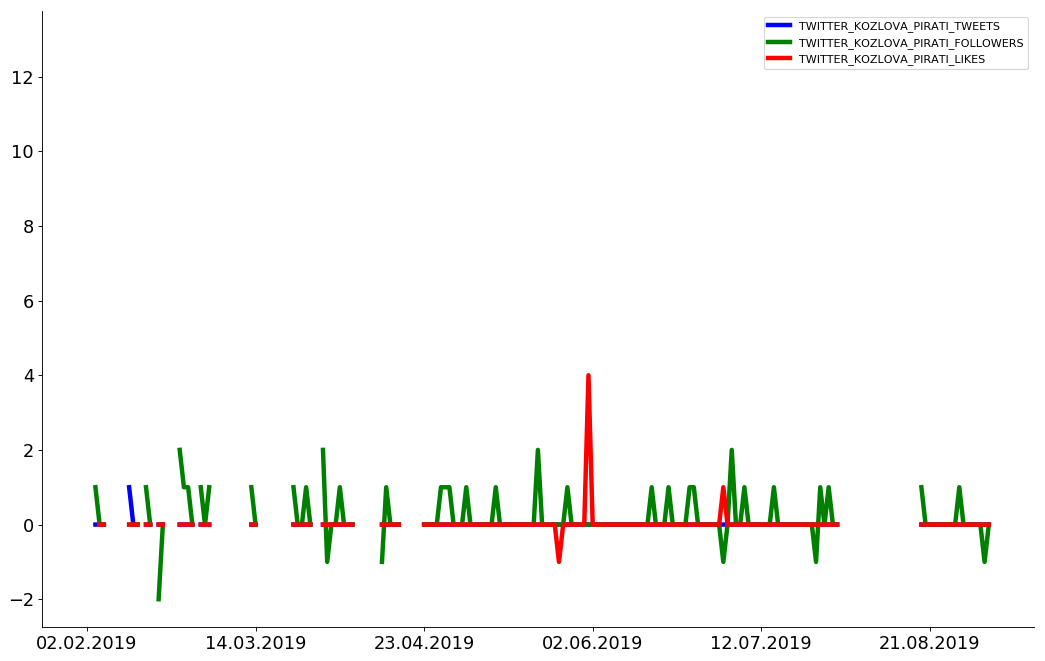 TWITTER_KOZLOVA_PIRATI_TWEETS
TWITTER_KOZLOVA_PIRATI_FOLLOWERS
TWITTER_KOZLOVA_PIRATI_LIKES
12
10
8
6
4
2
0
−2
02.02.2019 14.03.2019 23.04.2019 02.06.2019 12.07.2019 21.08.2019